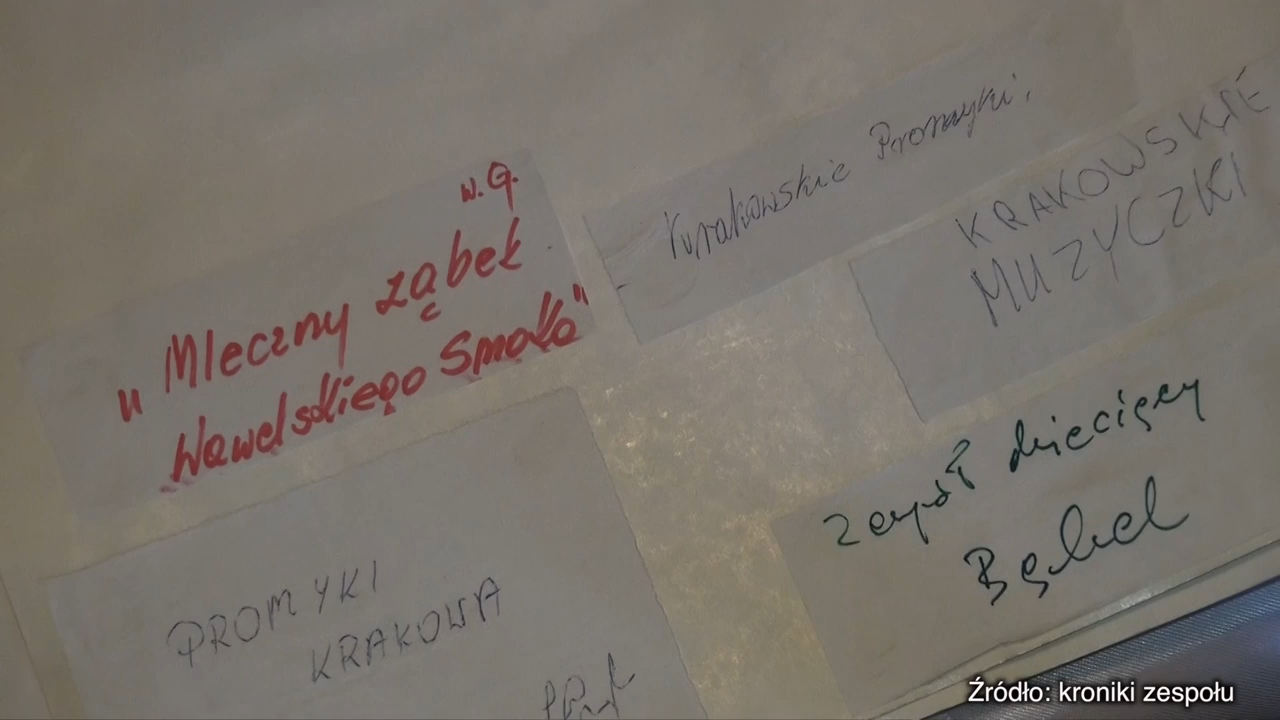 w.G.
"Mleczny ząbek
Wawelskiego Smoka"
Krakowskie Promyki.
KRAKOWSKIE
MUZYCZKI
PROMYKI
KRAKOWA
zespół dziecięcy
Bąbel
Źródło: kroniki zespołu